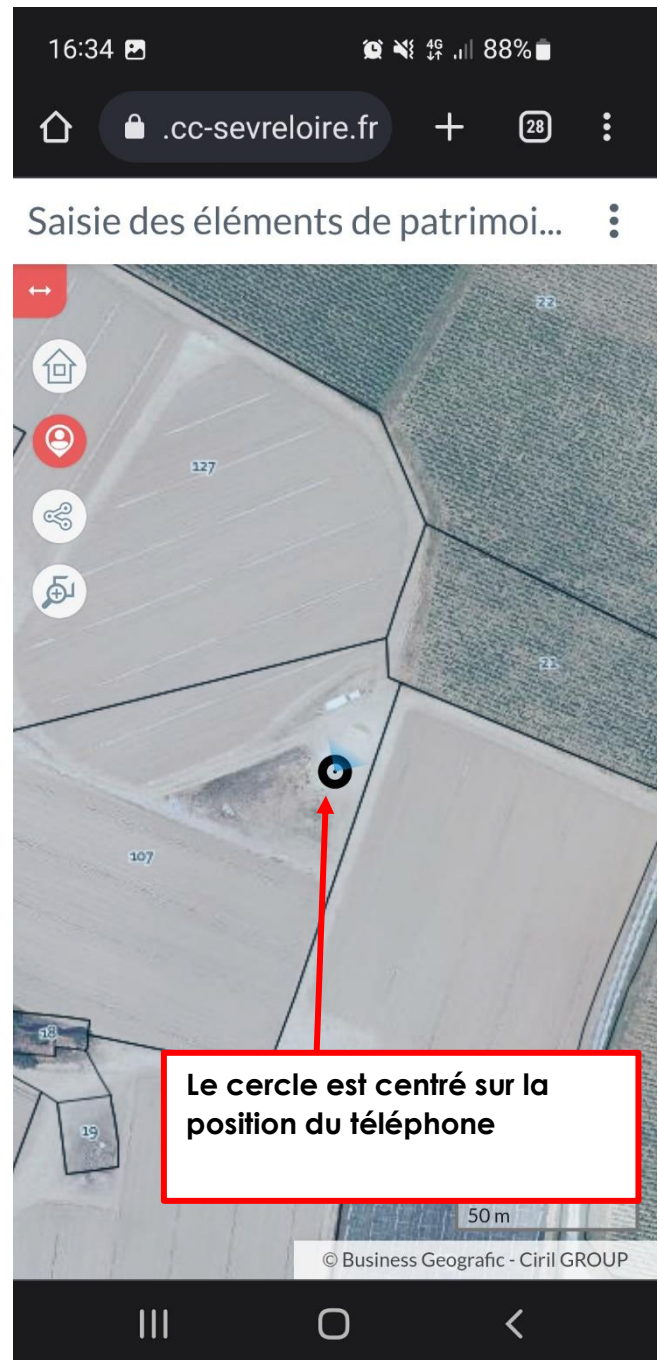 16:34 4G 88%
.cc-sevreloire.fr 28
Saisie des éléments de patrimoi...
22
127
21
107
18
19
Le cercle est centré sur la
position du téléphone
50 m
© Business Geografic - Ciril GROUP